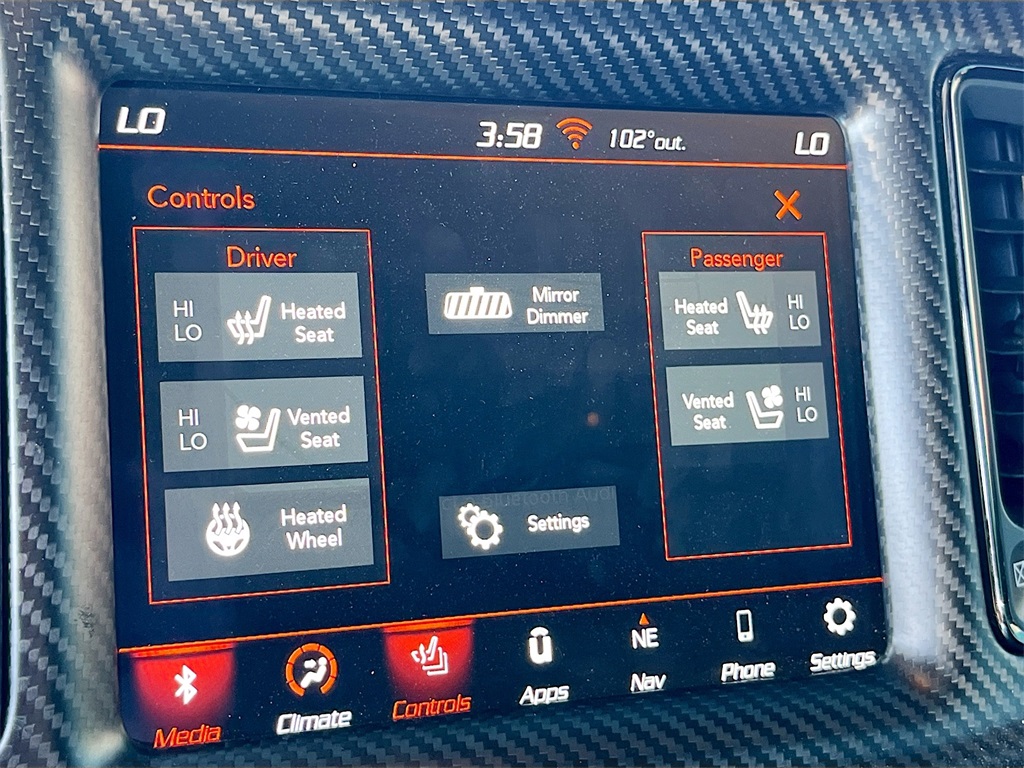 LO 3:58 102° out. LO
Controls X
Driver
HI
LO
Heated
Seat
HI
LO
Vented
Seat
Heated
Wheel
Mirror
Dimmer
Settings
Passenger
Heated
Seat
HI
LO
Vented
Seat
HI
LO
Media
Climate
Controls
Apps
NE
Nav
Phone
Settings